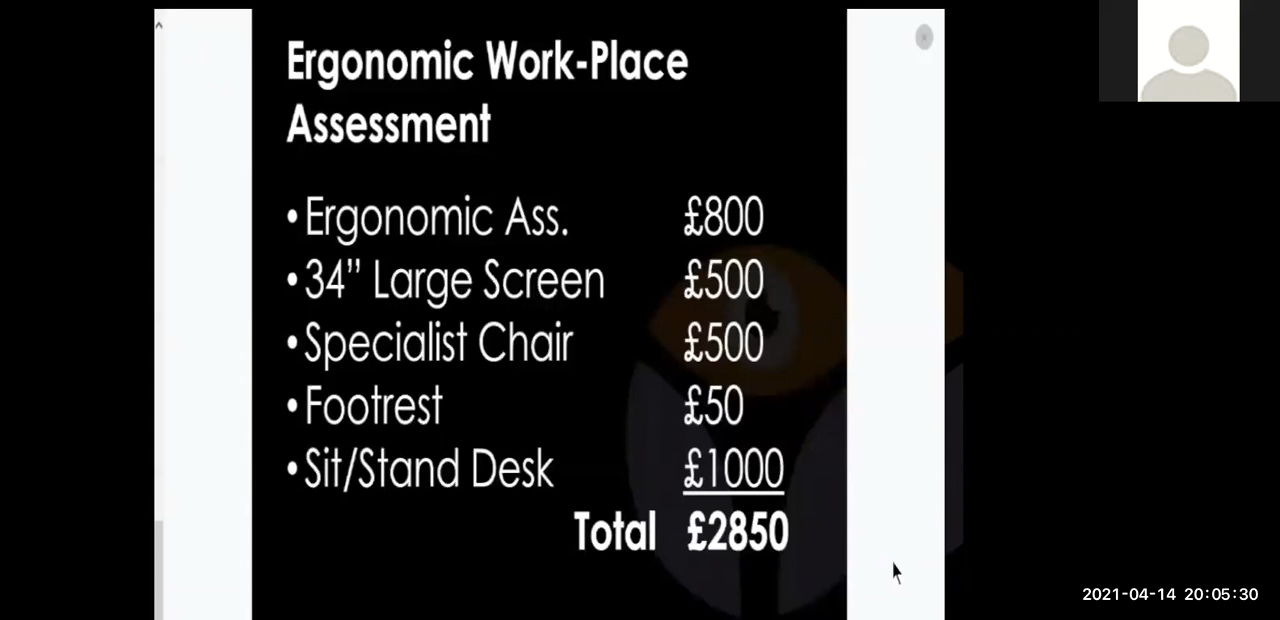 Ergonomic Work-Place
Assessment
• Ergonomic Ass. £800
• 34” Large Screen £500
• Specialist Chair £500
• Footrest £50
• Sit/Stand Desk £1000
Total £2850
2021-04-14 20:05:30